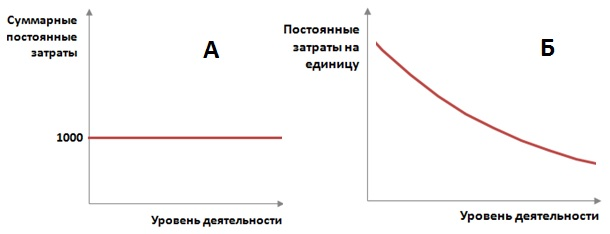 Суммарные
постоянные
затраты
А
1000
Уровень деятельности
Постоянные
затраты на
единицу
Б
Уровень деятельности